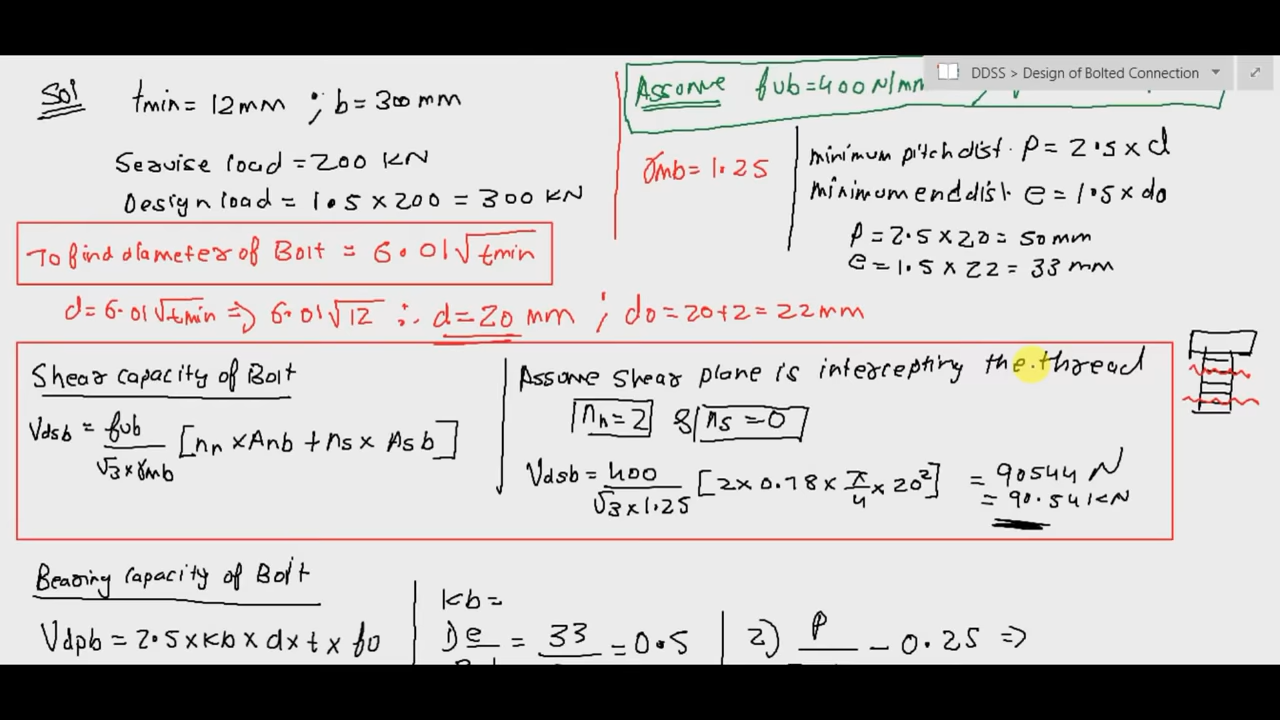 Sol
tmin = 12mm ; b = 300 mm
Seavise load = 200 KN
Design load = 1.5 × 200 = 300 KN
Assome fub = 400 N/mm
DDSS > Design of Bolted Connection
γmb = 1.25
minimum pitch dist. P = 2.5 × d
minimum end dist. e = 1.5 × do
P = 2.5 × 20 = 50 mm
e = 1.5 × 22 = 33 mm
To find diameter of Bolt = 6.01√tmin
d = 6.01√tmin => 6.01√12 ∴ d = 20 mm ; do = 20+2 = 22 mm
Shear capacity of Bolt
Vdsb = fub / √3 × γmb [nn × Anb + ns × Asb]
Assume shear plane is intercepting the thread
nn = 2 & ns = 0
Vdsb = 400 / √3 × 1.25 [2 × 0.78 × π/4 × 20²] = 90544 N
= 90.54 KN
Bearing capacity of Bolt
Vdpb = 2.5 × kb × d × t × fo
kb =
1) e = 33 = 0.5
2) P - 0.25 =>